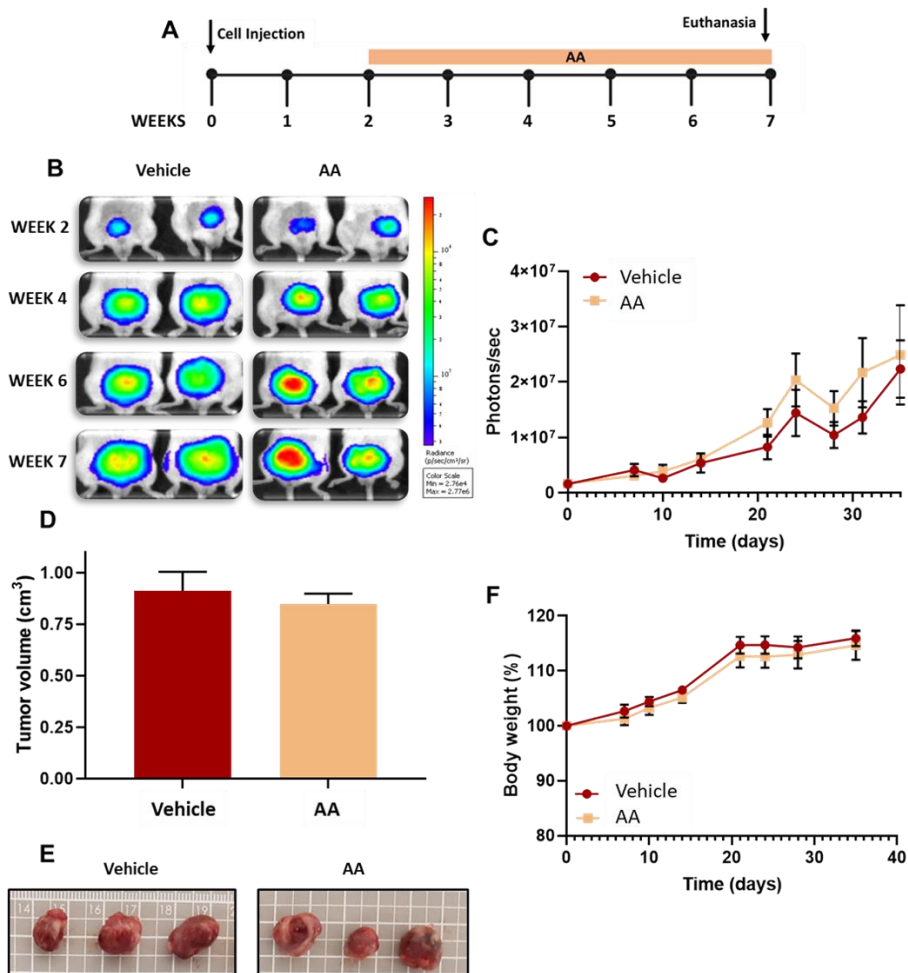 A
Cell Injection
Euthanasia
AA
WEEKS 0 1 2 3 4 5 6 7
B
Vehicle AA
WEEK 2
WEEK 4
WEEK 6
WEEK 7
10⁴
10⁷
Radiance
(p/sec/cm²/sr)
Color Scale
Min = 2.76e4
Max = 2.77e6
C
Vehicle
AA
Photons/sec
4×10⁷
3×10⁷
2×10⁷
1×10⁷
0
0 10 20 30
Time (days)
D
Tumor volume (cm³)
1.00
0.75
0.50
0.25
0.00
Vehicle AA
F
Body weight (%)
120
110
100
90
80
Vehicle
AA
0 10 20 30 40
Time (days)
E
Vehicle AA
14 15 16 17 18 19